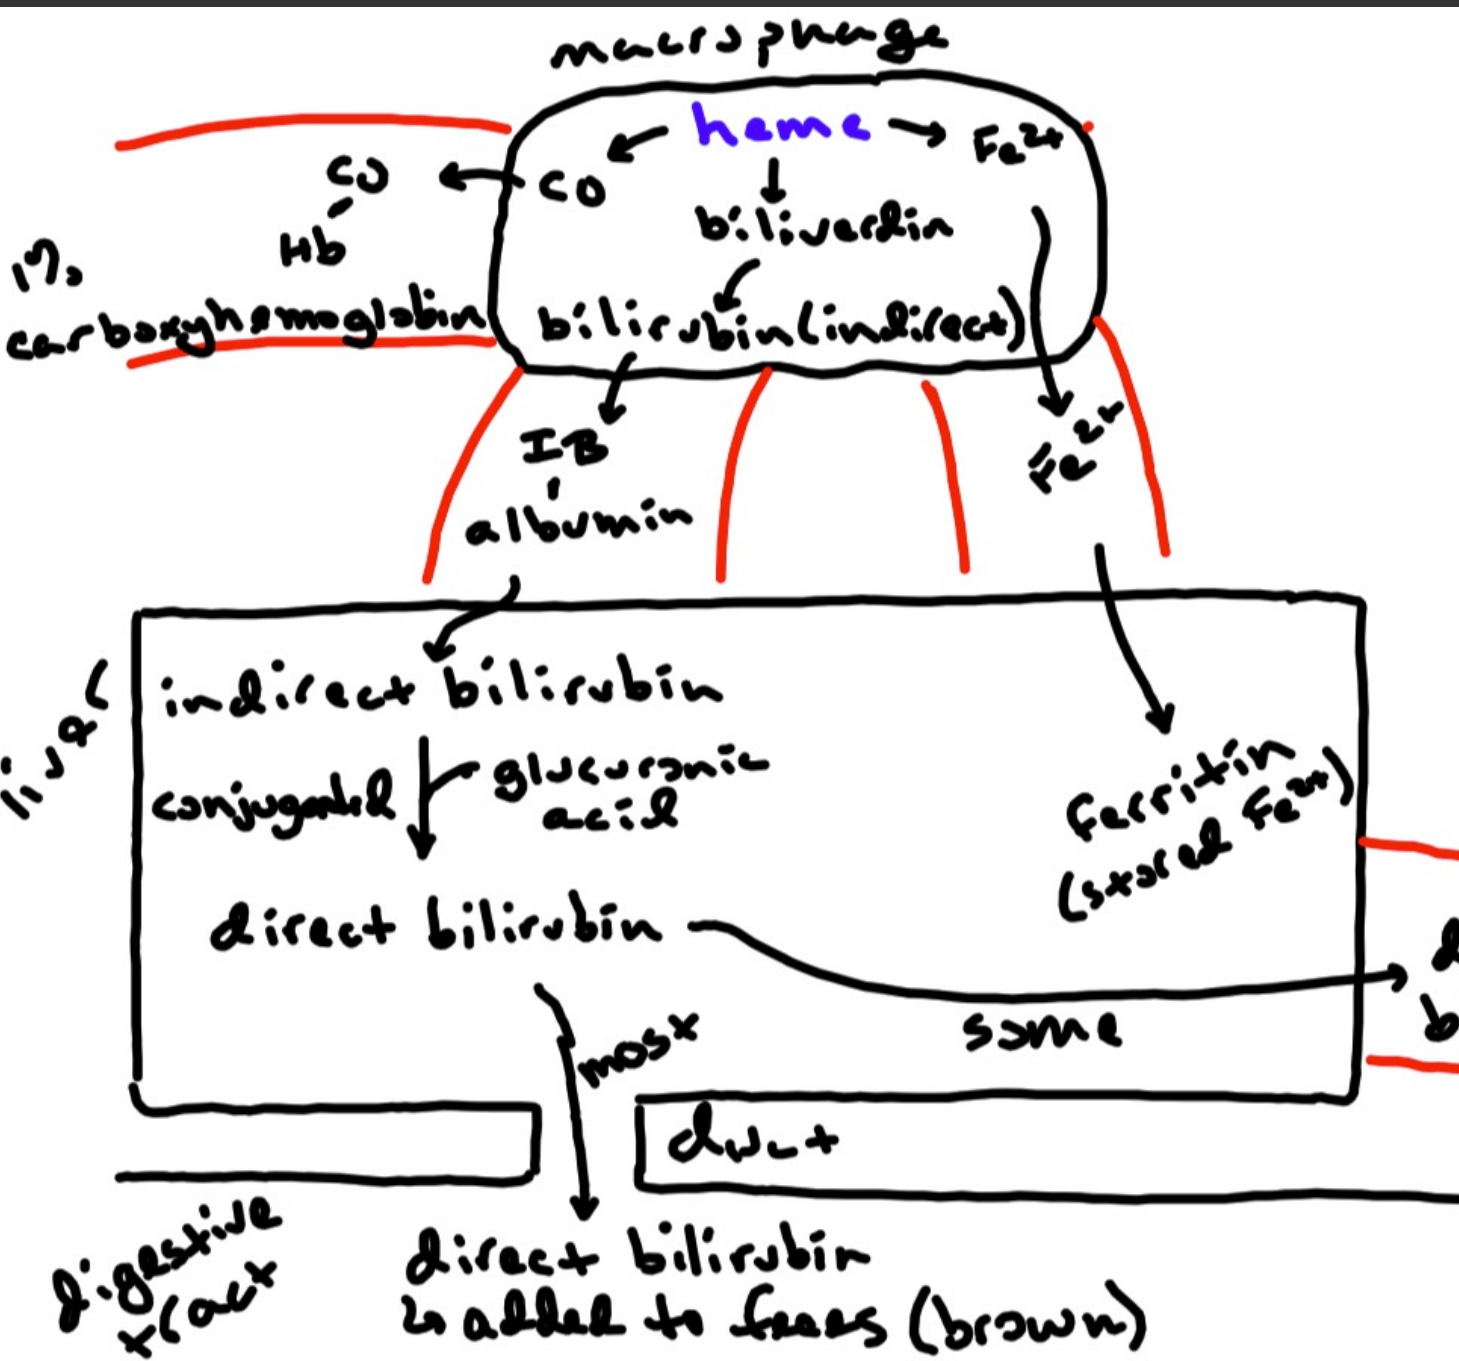 macrophage
heme
CO
Fe2+
CO
Hb
1%
carboxyhemoglobin
biliverdin
bilirubin (indirect)
IB
albumin
Fe2+
liver
indirect bilirubin
conjugated
glucuronic
acid
ferritin
(stored Fe2+)
direct bilirubin
some
most
d
b
duct
digestive
tract
direct bilirubin
is added to feces (brown)